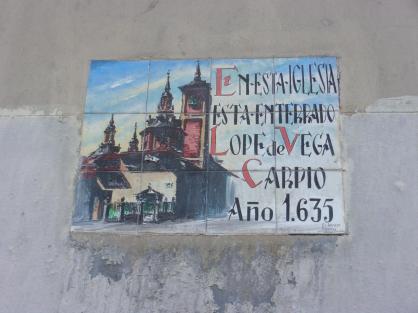 EN·ESTA·IGLESIA
ESTA·ENTERRADO
LOPE de VEGA
CARPIO
Año 1.635